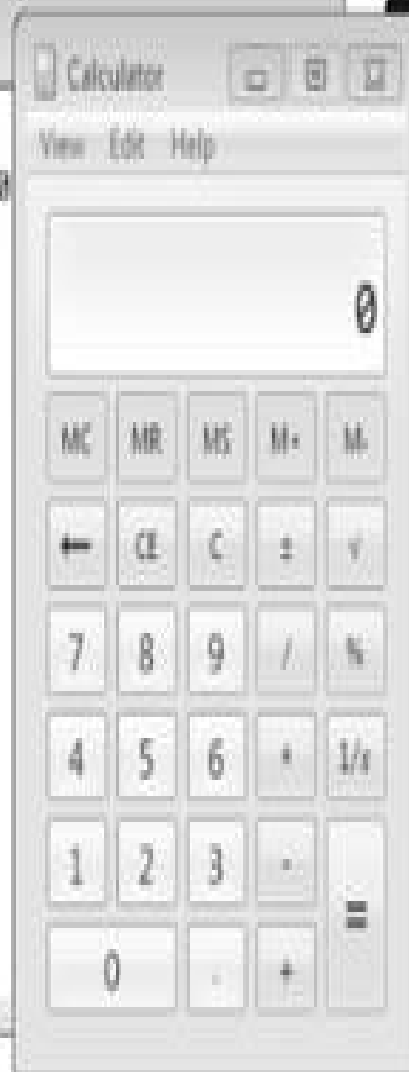 Calculator
View Edit Help
0
MC MR MS M+ M-
← CE C ± √
7 8 9 / %
4 5 6 * 1/x
1 2 3 - =
0 . +